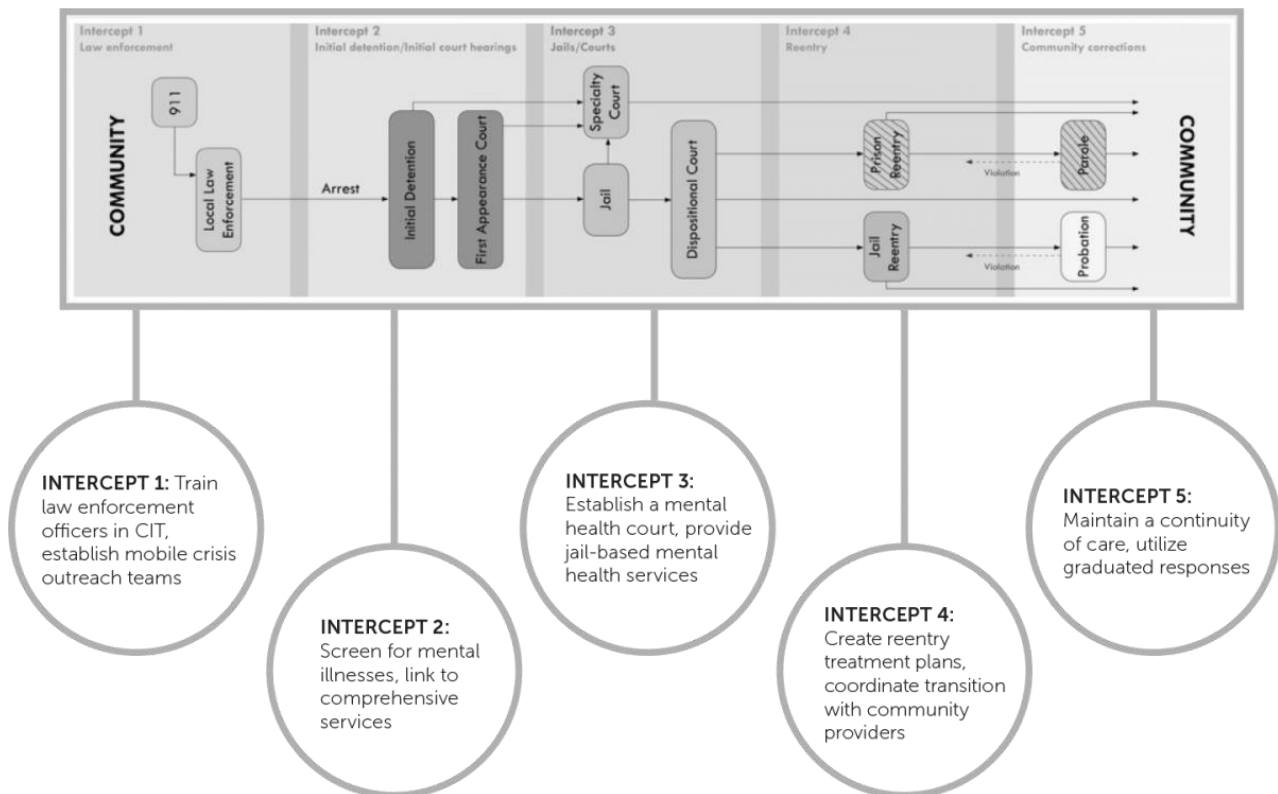 Intercept 1
Law enforcement
Intercept 2
Initial detention/Initial court hearings
Intercept 3
Jails/Courts
Intercept 4
Reentry
Intercept 5
Community corrections
COMMUNITY
911
Local Law
Enforcement
Arrest
Initial Detention
First Appearance Court
Specialty
Court
Jail
Dispositional Court
Prison
Reentry
Jail
Reentry
Violation
Parole
Violation
Probation
COMMUNITY
INTERCEPT 1: Train
law enforcement
officers in CIT,
establish mobile crisis
outreach teams
INTERCEPT 2:
Screen for mental
illnesses, link to
comprehensive
services
INTERCEPT 3:
Establish a mental
health court, provide
jail-based mental
health services
INTERCEPT 4:
Create reentry
treatment plans,
coordinate transition
with community
providers
INTERCEPT 5:
Maintain a continuity
of care, utilize
graduated responses